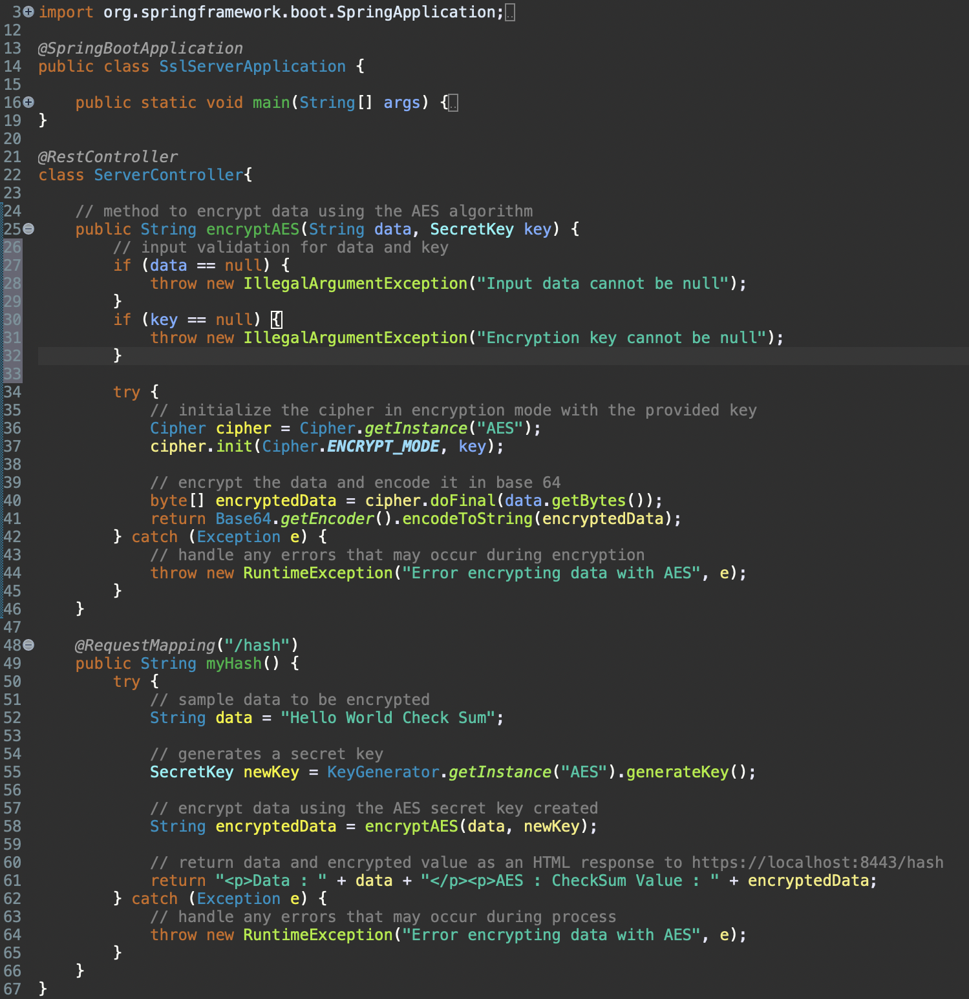 3 import org.springframework.boot.SpringApplication;
12
13 @SpringBootApplication
14 public class SslServerApplication {
15
16     public static void main(String[] args) {
19 }
20
21 @RestController
22 class ServerController{
23
24     // method to encrypt data using the AES algorithm
25     public String encryptAES(String data, SecretKey key) {
26         // input validation for data and key
27         if (data == null) {
28             throw new IllegalArgumentException("Input data cannot be null");
29         }
30         if (key == null) {
31             throw new IllegalArgumentException("Encryption key cannot be null");
32         }
33
34         try {
35             // initialize the cipher in encryption mode with the provided key
36             Cipher cipher = Cipher.getInstance("AES");
37             cipher.init(Cipher.ENCRYPT_MODE, key);
38
39             // encrypt the data and encode it in base 64
40             byte[] encryptedData = cipher.doFinal(data.getBytes());
41             return Base64.getEncoder().encodeToString(encryptedData);
42         } catch (Exception e) {
43             // handle any errors that may occur during encryption
44             throw new RuntimeException("Error encrypting data with AES", e);
45         }
46     }
47
48     @RequestMapping("/hash")
49     public String myHash() {
50         try {
51             // sample data to be encrypted
52             String data = "Hello World Check Sum";
53
54             // generates a secret key
55             SecretKey newKey = KeyGenerator.getInstance("AES").generateKey();
56
57             // encrypt data using the AES secret key created
58             String encryptedData = encryptAES(data, newKey);
59
60             // return data and encrypted value as an HTML response to https://localhost:8443/hash
61             return "<p>Data : " + data + "</p><p>AES : CheckSum Value : " + encryptedData;
62         } catch (Exception e) {
63             // handle any errors that may occur during process
64             throw new RuntimeException("Error encrypting data with AES", e);
65         }
66     }
67 }